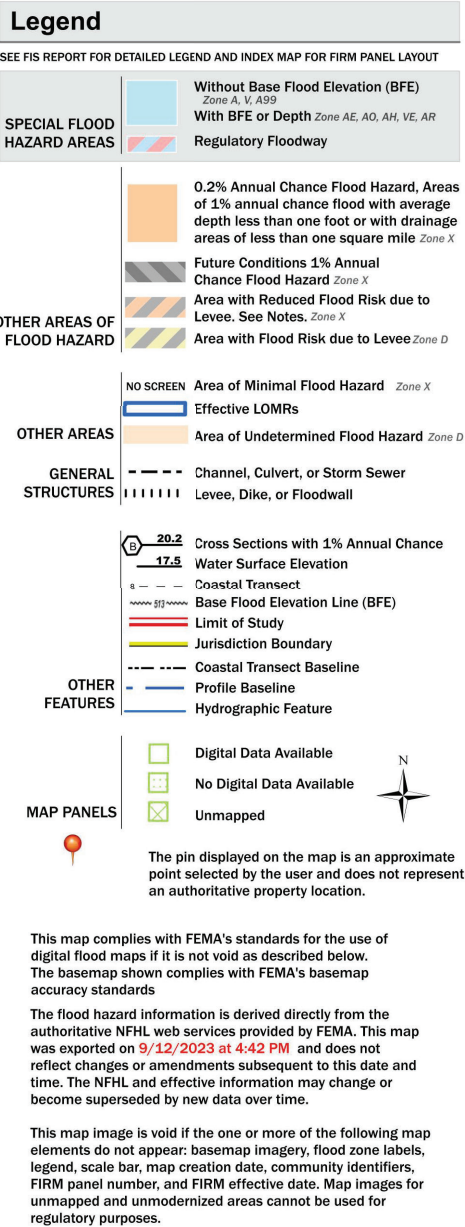 Legend
SEE FIS REPORT FOR DETAILED LEGEND AND INDEX MAP FOR FIRM PANEL LAYOUT
SPECIAL FLOOD
HAZARD AREAS
Without Base Flood Elevation (BFE)
Zone A, V, A99
With BFE or Depth Zone AE, AO, AH, VE, AR
Regulatory Floodway
0.2% Annual Chance Flood Hazard, Areas
of 1% annual chance flood with average
depth less than one foot or with drainage
areas of less than one square mile Zone X
Future Conditions 1% Annual
Chance Flood Hazard Zone X
Area with Reduced Flood Risk due to
Levee. See Notes. Zone X
Area with Flood Risk due to Levee Zone D
OTHER AREAS OF
FLOOD HAZARD
NO SCREEN Area of Minimal Flood Hazard Zone X
Effective LOMRs
OTHER AREAS
Area of Undetermined Flood Hazard Zone D
GENERAL
STRUCTURES
Channel, Culvert, or Storm Sewer
Levee, Dike, or Floodwall
B 20.2 Cross Sections with 1% Annual Chance
17.5 Water Surface Elevation
8 Coastal Transect
513 Base Flood Elevation Line (BFE)
Limit of Study
Jurisdiction Boundary
Coastal Transect Baseline
OTHER
FEATURES
Profile Baseline
Hydrographic Feature
Digital Data Available
No Digital Data Available
Unmapped
MAP PANELS
N
The pin displayed on the map is an approximate
point selected by the user and does not represent
an authoritative property location.
This map complies with FEMA's standards for the use of
digital flood maps if it is not void as described below.
The basemap shown complies with FEMA's basemap
accuracy standards
The flood hazard information is derived directly from the
authoritative NFHL web services provided by FEMA. This map
was exported on 9/12/2023 at 4:42 PM and does not
reflect changes or amendments subsequent to this date and
time. The NFHL and effective information may change or
become superseded by new data over time.
This map image is void if the one or more of the following map
elements do not appear: basemap imagery, flood zone labels,
legend, scale bar, map creation date, community identifiers,
FIRM panel number, and FIRM effective date. Map images for
unmapped and unmodernized areas cannot be used for
regulatory purposes.